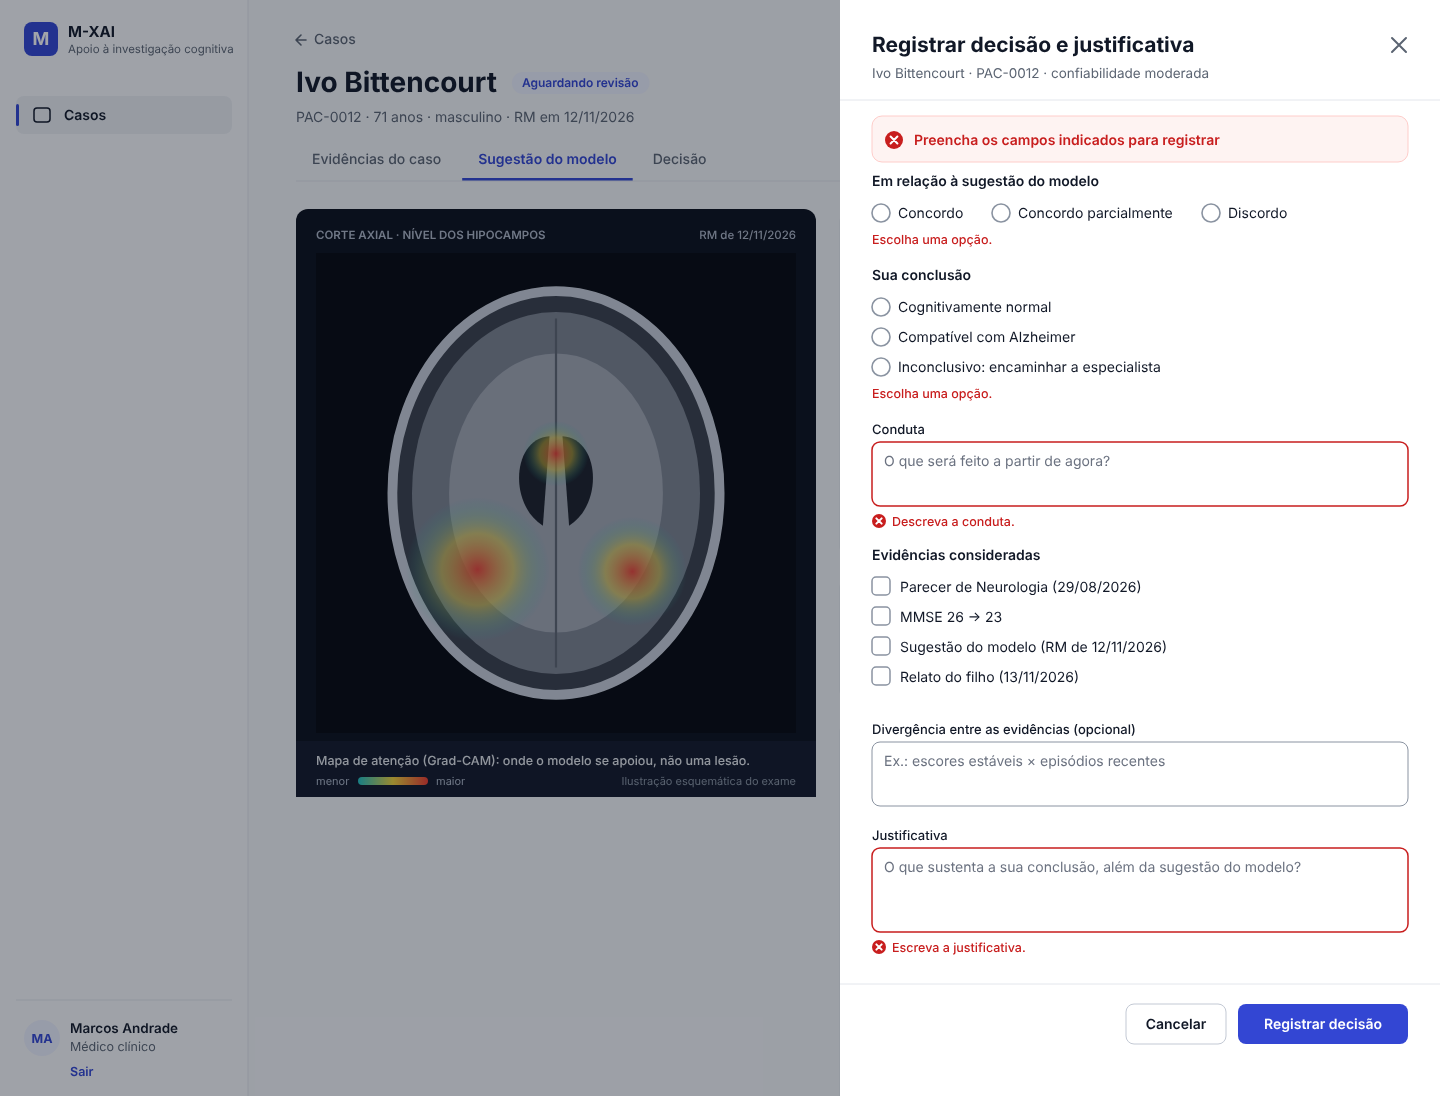 M
M-XAI
Apoio à investigação cognitiva
Casos
MA
Marcos Andrade
Médico clínico
Sair
Casos
Ivo Bittencourt
Aguardando revisão
PAC-0012 · 71 anos · masculino · RM em 12/11/2026
Evidências do caso
Sugestão do modelo
Decisão
CORTE AXIAL · NÍVEL DOS HIPOCAMPOS
RM de 12/11/2026
Mapa de atenção (Grad-CAM): onde o modelo se apoiou, não uma lesão.
menor
maior
Ilustração esquemática do exame
Registrar decisão e justificativa
Ivo Bittencourt · PAC-0012 · confiabilidade moderada
Preencha os campos indicados para registrar
Em relação à sugestão do modelo
Concordo
Concordo parcialmente
Discordo
Escolha uma opção.
Sua conclusão
Cognitivamente normal
Compatível com Alzheimer
Inconclusivo: encaminhar a especialista
Escolha uma opção.
Conduta
O que será feito a partir de agora?
Descreva a conduta.
Evidências consideradas
Parecer de Neurologia (29/08/2026)
MMSE 26 → 23
Sugestão do modelo (RM de 12/11/2026)
Relato do filho (13/11/2026)
Divergência entre as evidências (opcional)
Ex.: escores estáveis × episódios recentes
Justificativa
O que sustenta a sua conclusão, além da sugestão do modelo?
Escreva a justificativa.
Cancelar
Registrar decisão